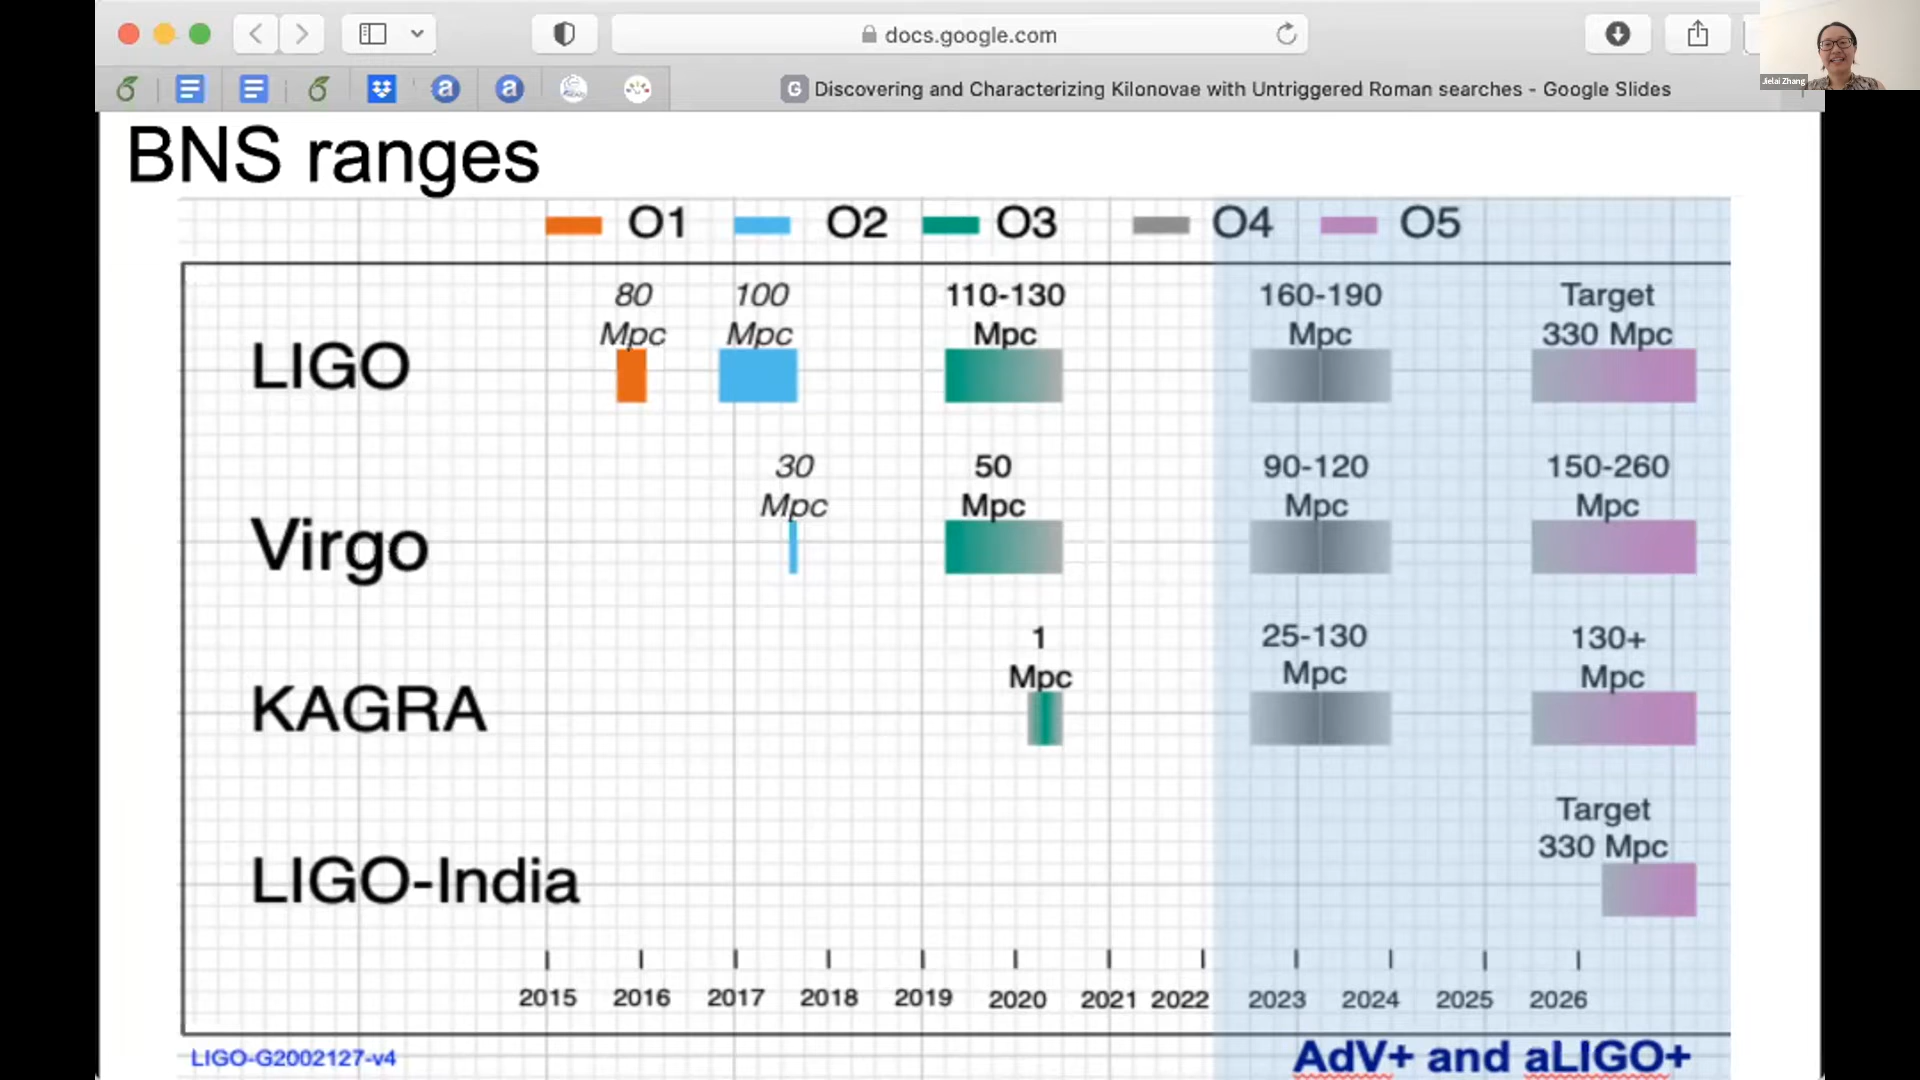 docs.google.com
Jielai Zhang
G Discovering and Characterizing Kilonovae with Untriggered Roman searches - Google Slides
BNS ranges
O1 O2 O3 O4 O5
80 100 110-130 160-190 Target
Mpc Mpc Mpc Mpc 330 Mpc
LIGO
30 50 90-120 150-260
Mpc Mpc Mpc Mpc
Virgo
1 25-130 130+
Mpc Mpc Mpc
KAGRA
Target
330 Mpc
LIGO-India
2015 2016 2017 2018 2019 2020 2021 2022 2023 2024 2025 2026
LIGO-G2002127-v4
AdV+ and aLIGO+